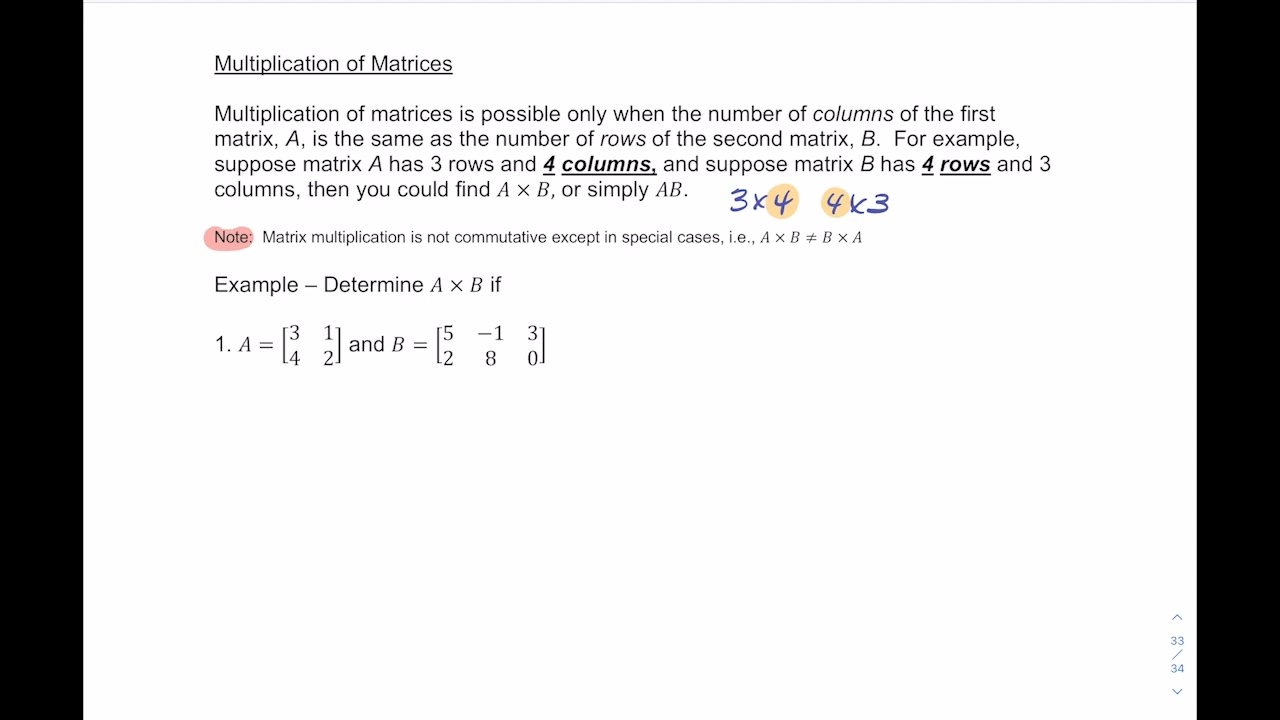 Multiplication of Matrices
Multiplication of matrices is possible only when the number of columns of the first
matrix, A, is the same as the number of rows of the second matrix, B. For example,
suppose matrix A has 3 rows and 4 columns, and suppose matrix B has 4 rows and 3
columns, then you could find A × B, or simply AB.
3x4 4x3
Note: Matrix multiplication is not commutative except in special cases, i.e., A × B ≠ B × A
Example – Determine A × B if
1. A = [3 1; 4 2] and B = [5 −1 3; 2 8 0]
33
/
34